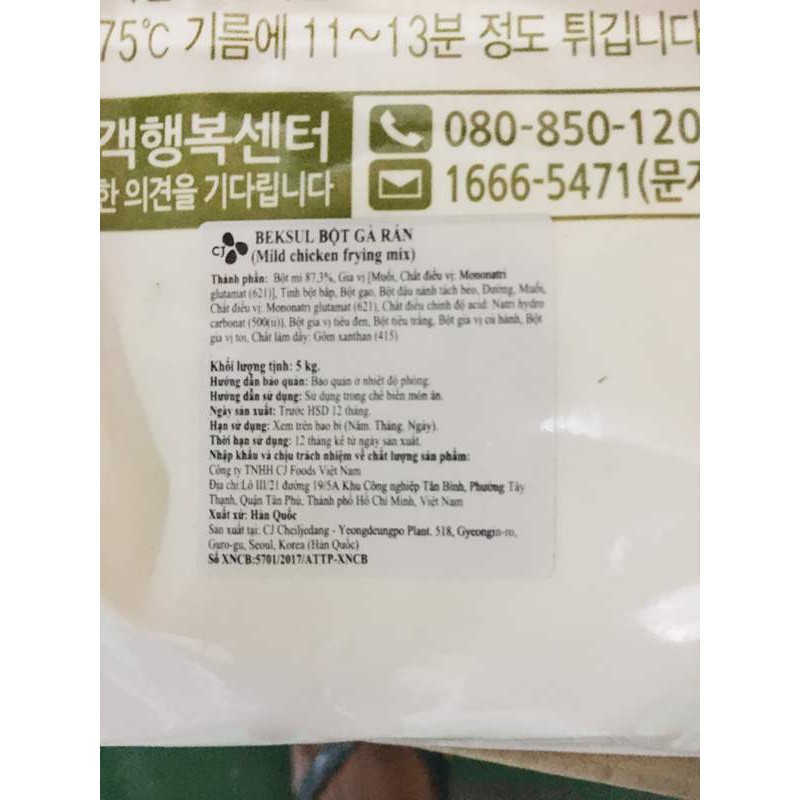 75℃ 기름에 11~13분 정도 튀깁니다
객행복센터
한 의견을 기다립니다
080-850-120
1666-5471(문자
CJ
BEKSUL BỘT GÀ RÁN
(Mild chicken frying mix)
Thành phần: Bột mì 87,3%, Gia vị [Muối, Chất điều vị: Mononatri
glutamat (621)], Tinh bột bắp, Bột gạo, Bột đậu nành tách béo, Đường, Muối,
Chất điều vị: Mononatri glutamat (621), Chất điều chỉnh độ acid: Natri hydro
carbonat (500(ii)), Bột gia vị tiêu đen, Bột tiêu trắng, Bột gia vị củ hành, Bột
gia vị tỏi, Chất làm dày: Gôm xanthan (415)
Khối lượng tịnh: 5 kg.
Hướng dẫn bảo quản: Bảo quản ở nhiệt độ phòng.
Hướng dẫn sử dụng: Sử dụng trong chế biến món ăn.
Ngày sản xuất: Trước HSD 12 tháng.
Hạn sử dụng: Xem trên bao bì (Năm. Tháng. Ngày).
Thời hạn sử dụng: 12 tháng kể từ ngày sản xuất.
Nhập khẩu và chịu trách nhiệm về chất lượng sản phẩm:
Công ty TNHH CJ Foods Việt Nam
Địa chỉ:Lô III/21 đường 19/5A Khu Công nghiệp Tân Bình, Phường Tây
Thạnh, Quận Tân Phú, Thành phố Hồ Chí Minh, Việt Nam
Xuất xứ: Hàn Quốc
Sản xuất tại: CJ Cheiljedang - Yeongdeungpo Plant. 518, Gyeongin-ro,
Guro-gu, Seoul, Korea (Hàn Quốc)
Số XNCB:5701/2017/ATTP-XNCB